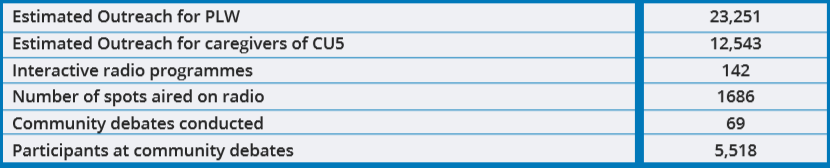 Estimated Outreach for PLW 23,251
Estimated Outreach for caregivers of CU5 12,543
Interactive radio programmes 142
Number of spots aired on radio 1686
Community debates conducted 69
Participants at community debates 5,518